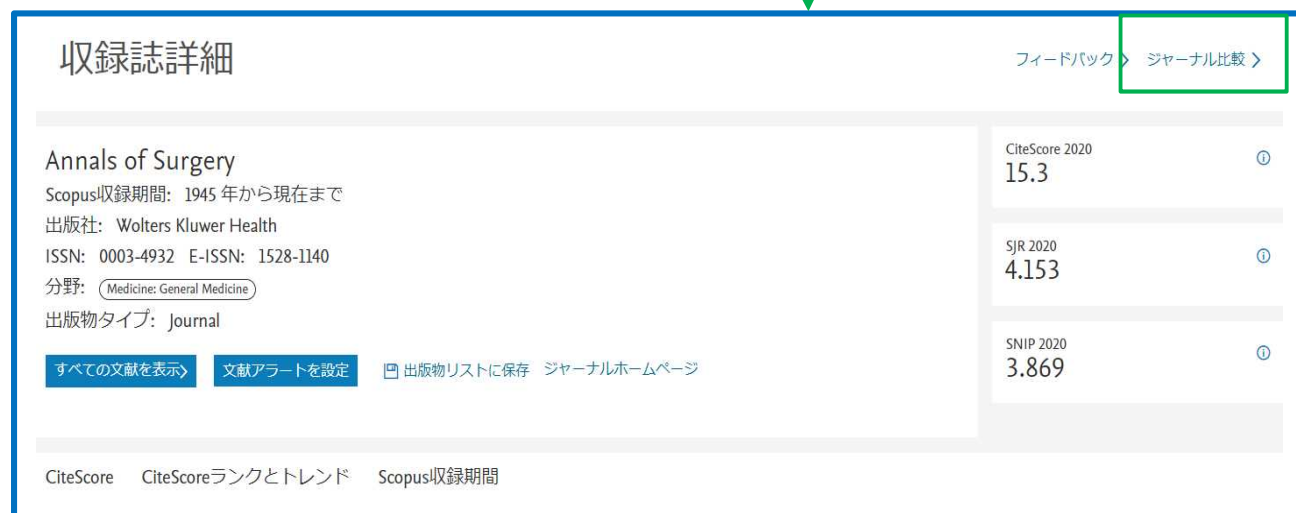 収録誌詳細
フィードバック > ジャーナル比較 >
Annals of Surgery
Scopus収録期間: 1945 年から現在まで
出版社: Wolters Kluwer Health
ISSN: 0003-4932 E-ISSN: 1528-1140
分野: Medicine: General Medicine
出版物タイプ: Journal
すべての文献を表示> 文献アラートを設定 出版物リストに保存 ジャーナルホームページ
CiteScore 2020
15.3
SJR 2020
4.153
SNIP 2020
3.869
CiteScore CiteScoreランクとトレンド Scopus収録期間